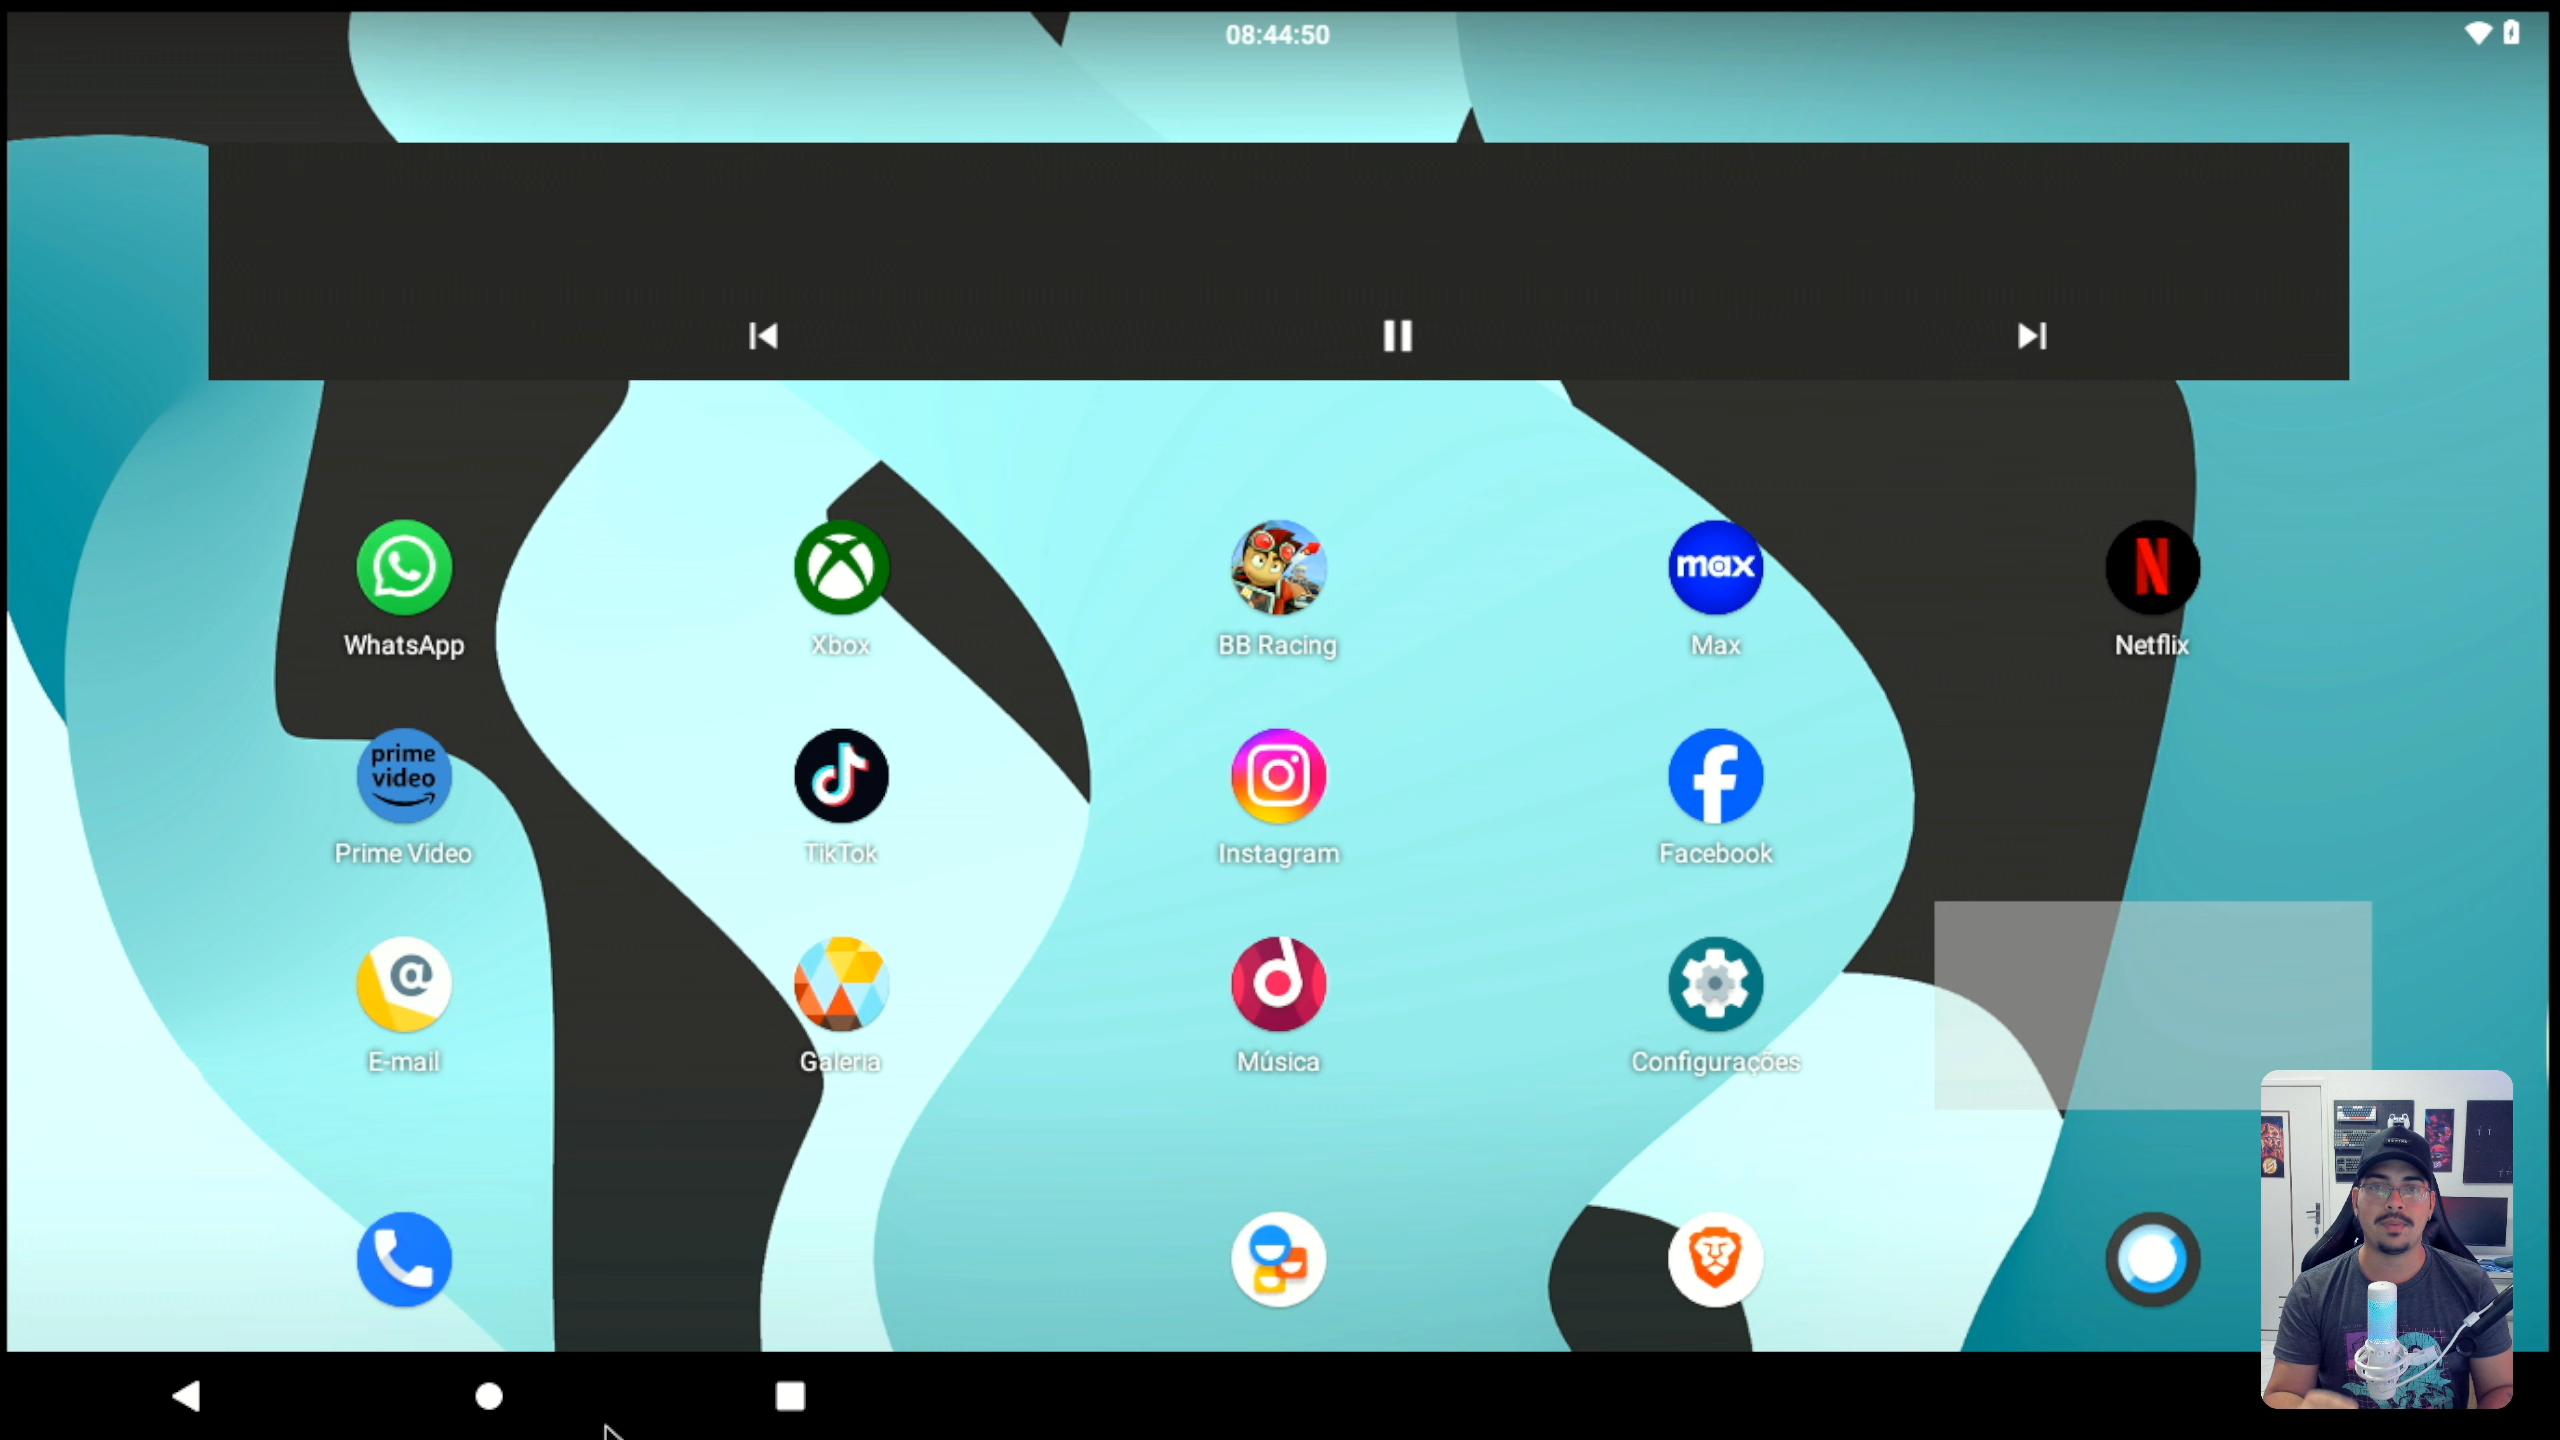 08:44:50
max
N
WhatsApp
Xbox
BB Racing
Max
Netflix
prime
video
Prime Video
TikTok
Instagram
Facebook
@
E-mail
Galeria
Música
Configurações